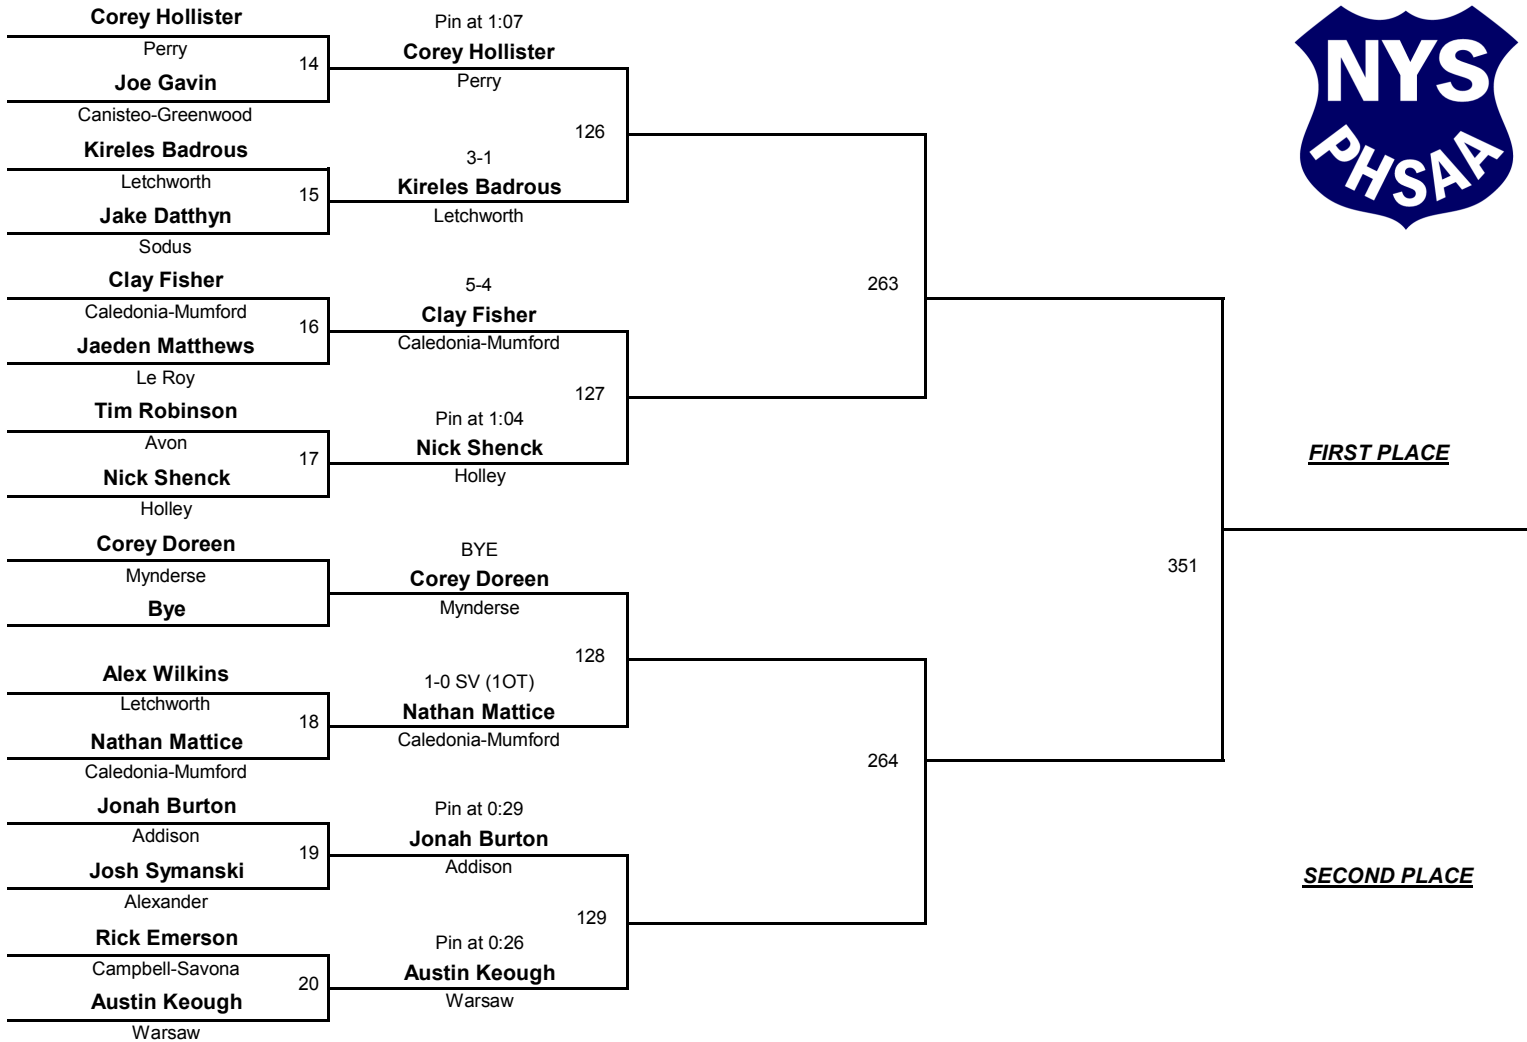 Corey Hollister
Perry
14
Joe Gavin
Canisteo-Greenwood
Kireles Badrous
Letchworth
15
Jake Datthyn
Sodus
Clay Fisher
Caledonia-Mumford
16
Jaeden Matthews
Le Roy
Tim Robinson
Avon
17
Nick Shenck
Holley
Corey Doreen
Mynderse
Bye
Alex Wilkins
Letchworth
18
Nathan Mattice
Caledonia-Mumford
Jonah Burton
Addison
19
Josh Symanski
Alexander
Rick Emerson
Campbell-Savona
20
Austin Keough
Warsaw
Pin at 1:07
Corey Hollister
Perry
126
3-1
Kireles Badrous
Letchworth
5-4
Clay Fisher
Caledonia-Mumford
127
Pin at 1:04
Nick Shenck
Holley
BYE
Corey Doreen
Mynderse
128
1-0 SV (1OT)
Nathan Mattice
Caledonia-Mumford
Pin at 0:29
Jonah Burton
Addison
129
Pin at 0:26
Austin Keough
Warsaw
263
264
351
NYS
PHSAA
FIRST PLACE
SECOND PLACE